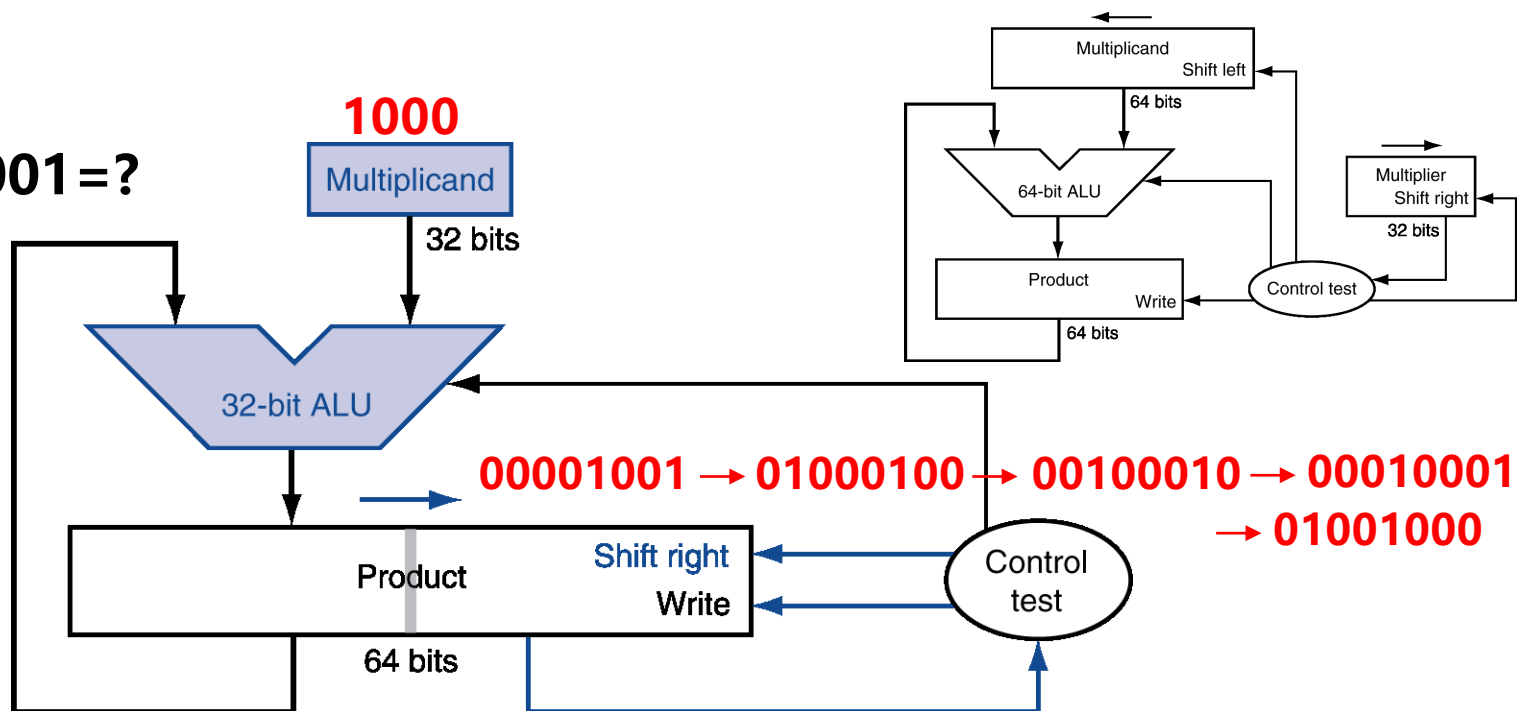 001=?
1000
Multiplicand
32 bits
32-bit ALU
00001001 → 01000100 → 00100010 → 00010001
→ 01001000
Product
Shift right
Write
64 bits
Control
test
Multiplicand
Shift left
64 bits
64-bit ALU
Multiplier
Shift right
32 bits
Product
Write
64 bits
Control test